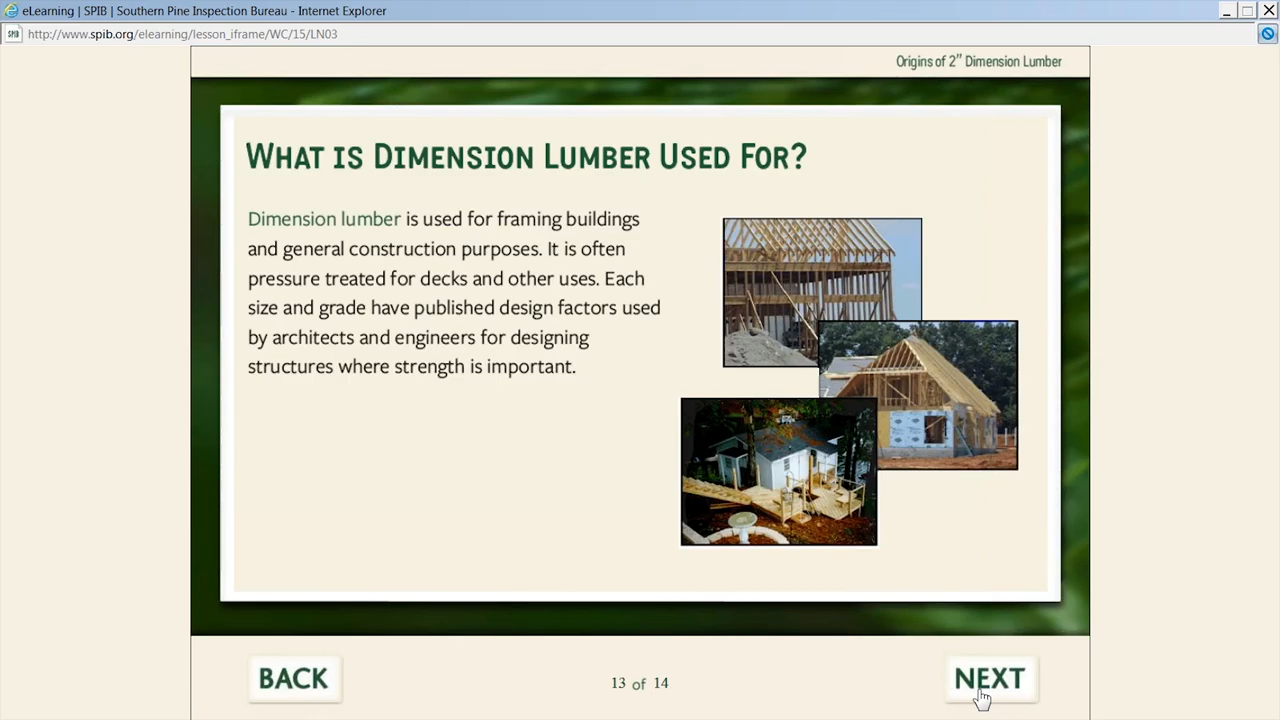 eLearning | SPIB | Southern Pine Inspection Bureau - Internet Explorer
SPIB http://www.spib.org/elearning/lesson_iframe/WC/15/LN03
Origins of 2" Dimension Lumber
What is Dimension Lumber Used For?
Dimension lumber is used for framing buildings
and general construction purposes. It is often
pressure treated for decks and other uses. Each
size and grade have published design factors used
by architects and engineers for designing
structures where strength is important.
BACK
13 of 14
NEXT